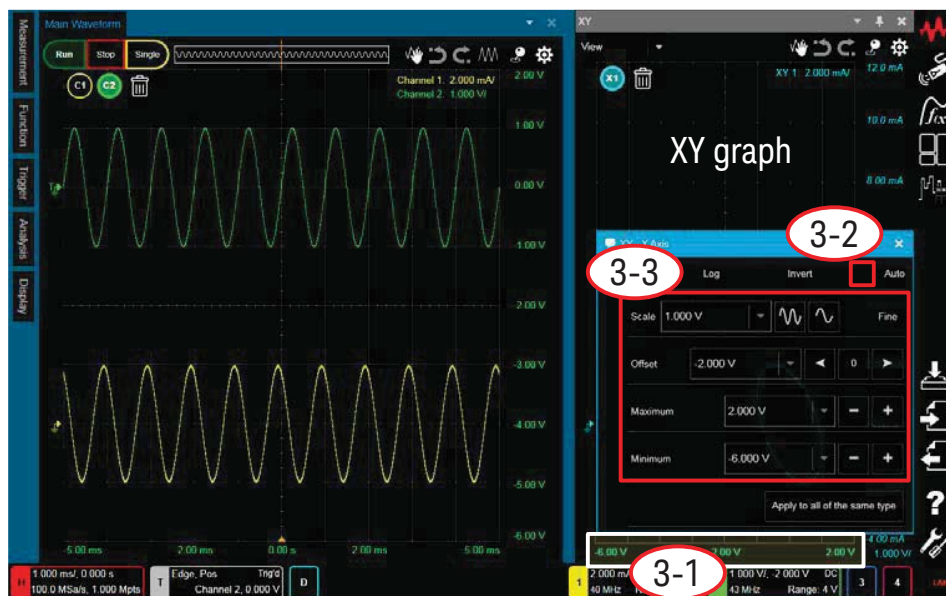 Main Waveform
XY
Measurement
Function
Trigger
Analysis
Display
Run
Stop
Single
View
C1
C2
Channel 1: 2.000 mA/
Channel 2: 1.000 V/
2.00 V
1.00 V
0.00 V
-1.00 V
-2.00 V
-3.00 V
-4.00 V
-5.00 V
-6.00 V
-5.00 ms
-2.00 ms
0.00 s
2.00 ms
5.00 ms
X1
XY 1: 2.000 mA/
12.0 mA
10.0 mA
8.00 mA
XY graph
3-2
X Axis
3-3
Log
Invert
Auto
Scale
1.000 V
Fine
Offset
-2.000 V
0
Maximum
2.000 V
Minimum
-6.000 V
Apply to all of the same type
-4.00 mA
-6.00 V
-2.00 V
2.00 V
1.000 V/
3-1
H
1.000 ms/, 0.000 s
100.0 MSa/s, 1.000 Mpts
T
Edge, Pos
Trig'd
Channel 2, 0.000 V
D
1
2.000 mA
40 MHz
1.000 V/, -2.000 V
DC
43 MHz
Range: 4 V
3
4
f(x)
?